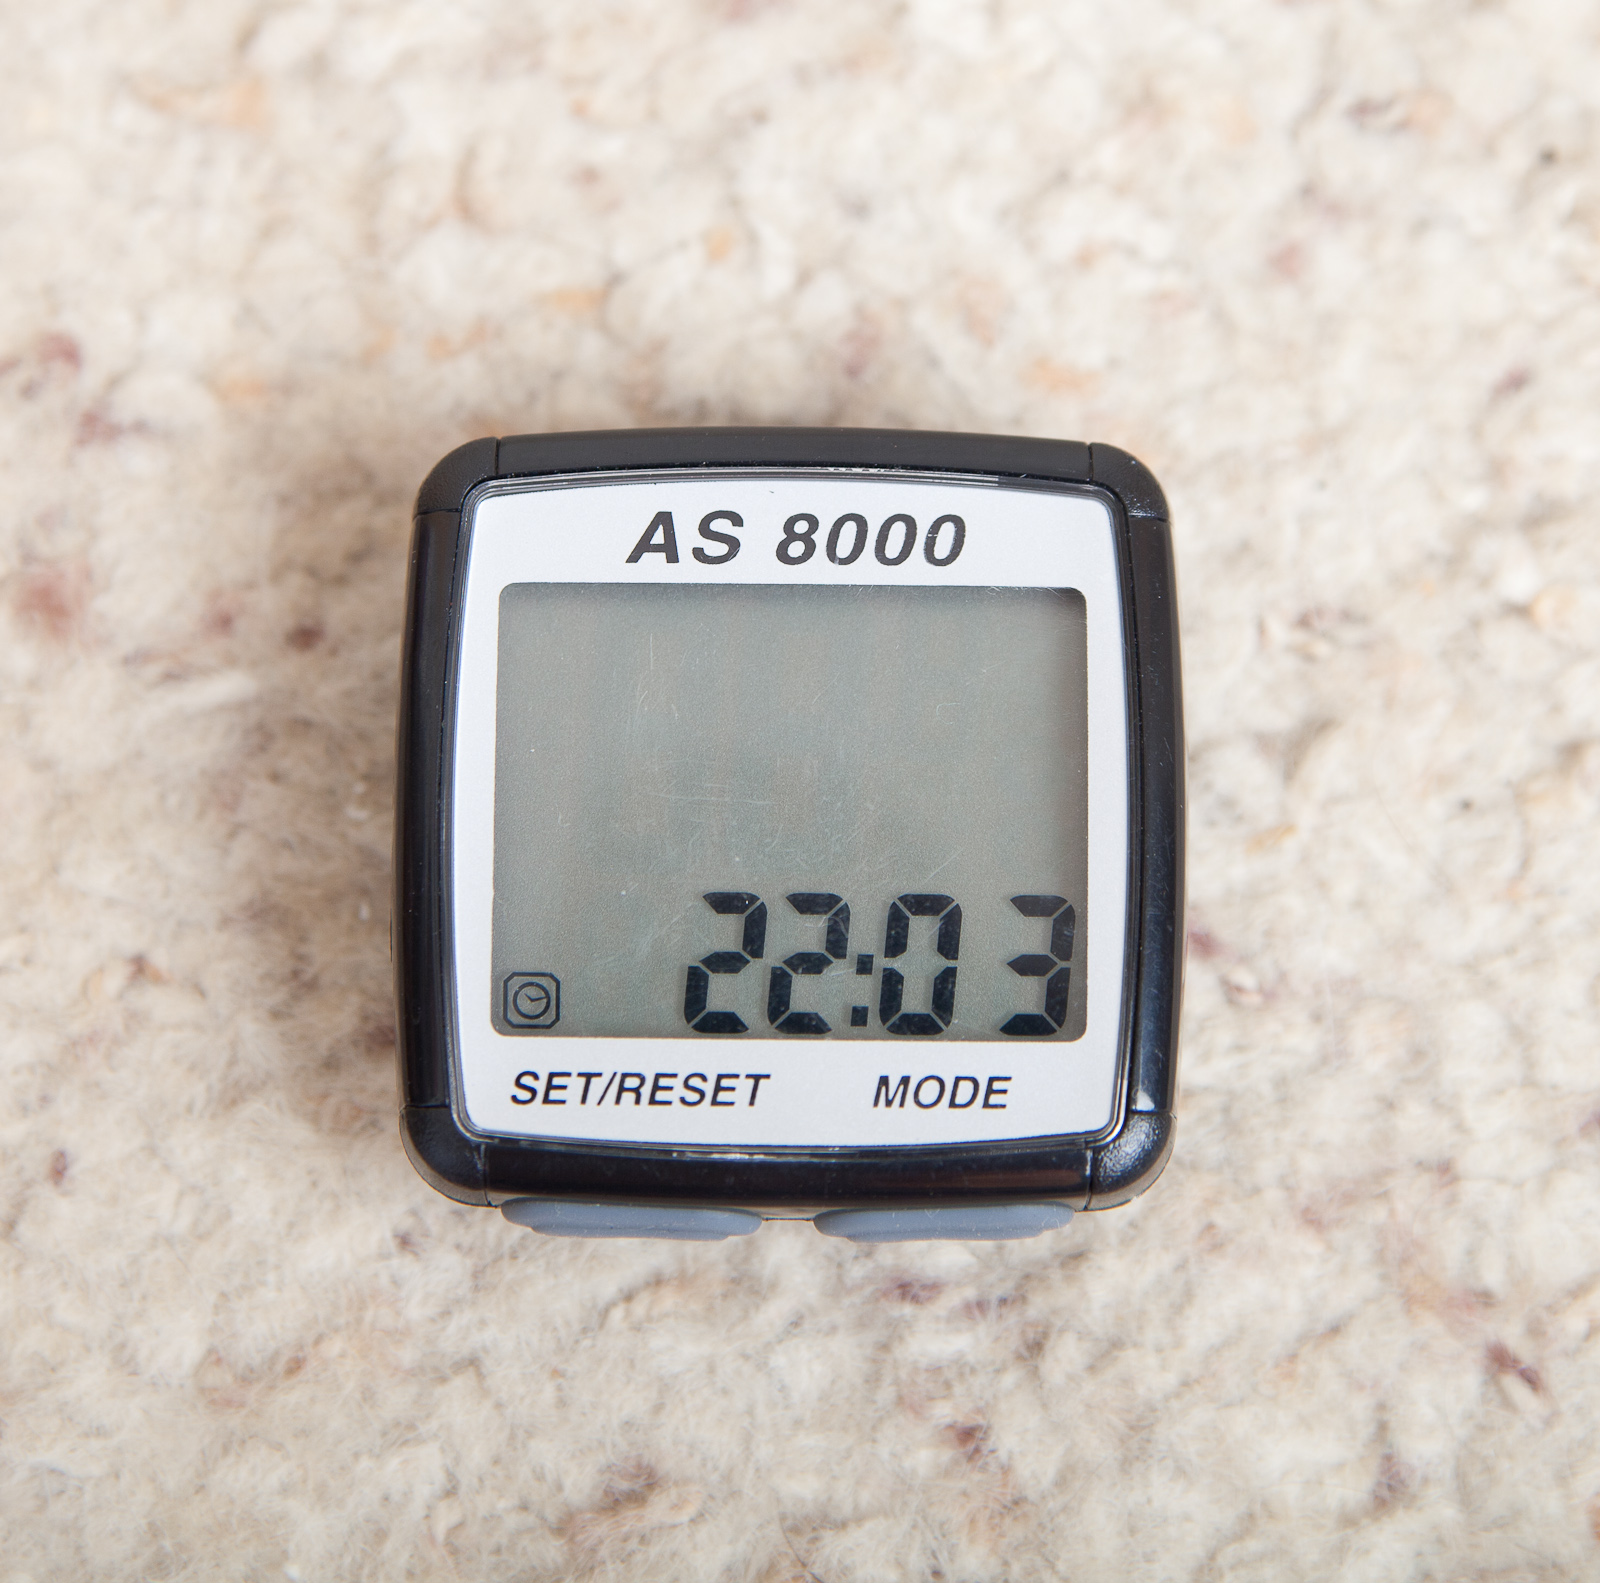 AS 8000
22:03
SET/RESET MODE